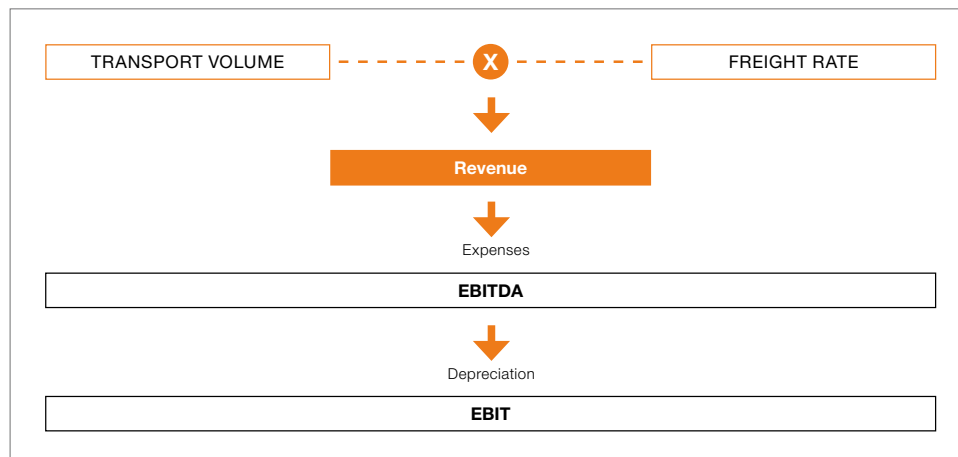 TRANSPORT VOLUME
X
FREIGHT RATE
Revenue
Expenses
EBITDA
Depreciation
EBIT